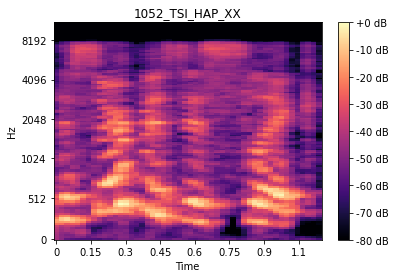 1052_TSI_HAP_XX
Hz
8192
4096
2048
1024
512
0
0
0.15
0.3
0.45
0.6
0.75
0.9
1.1
Time
+0 dB
-10 dB
-20 dB
-30 dB
-40 dB
-50 dB
-60 dB
-70 dB
-80 dB